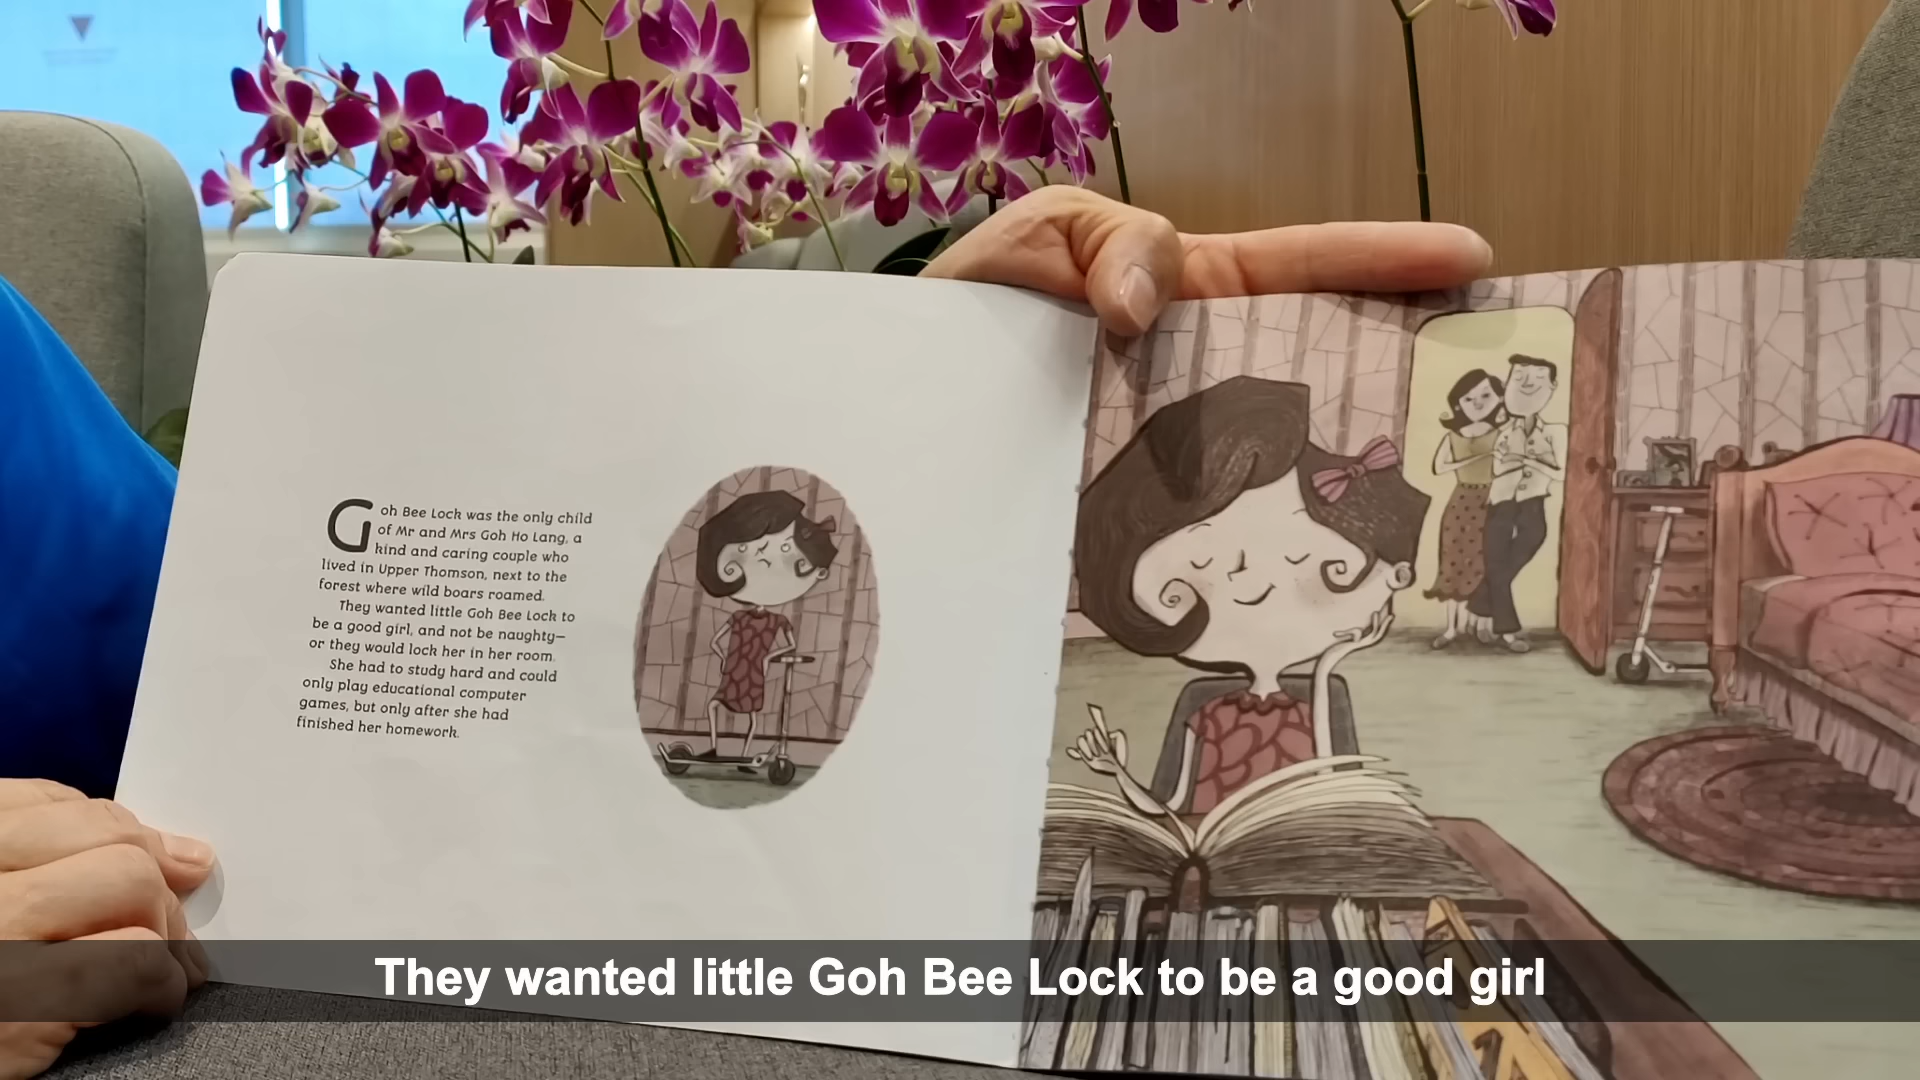 Goh Bee Lock was the only child
of Mr and Mrs Goh Ho Lang, a
kind and caring couple who
lived in Upper Thomson, next to the
forest where wild boars roamed.
They wanted little Goh Bee Lock to
be a good girl, and not be naughty—
or they would lock her in her room.
She had to study hard and could
only play educational computer
games, but only after she had
finished her homework.
They wanted little Goh Bee Lock to be a good girl